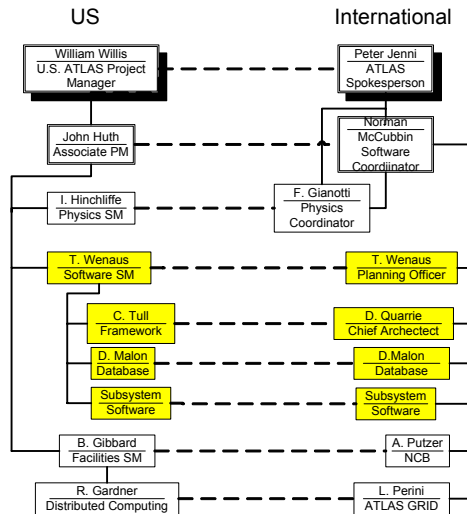 US
International
William Willis
U.S. ATLAS Project
Manager
Peter Jenni
ATLAS
Spokesperson
John Huth
Associate PM
Norman
McCubbin
Software
Coordiinator
I. Hinchliffe
Physics SM
F. Gianotti
Physics
Coordinator
T. Wenaus
Software SM
T. Wenaus
Planning Officer
C. Tull
Framework
D. Quarrie
Chief Archectect
D. Malon
Database
D.Malon
Database
Subsystem
Software
Subsystem
Software
B. Gibbard
Facilities SM
A. Putzer
NCB
R. Gardner
Distributed Computing
L. Perini
ATLAS GRID